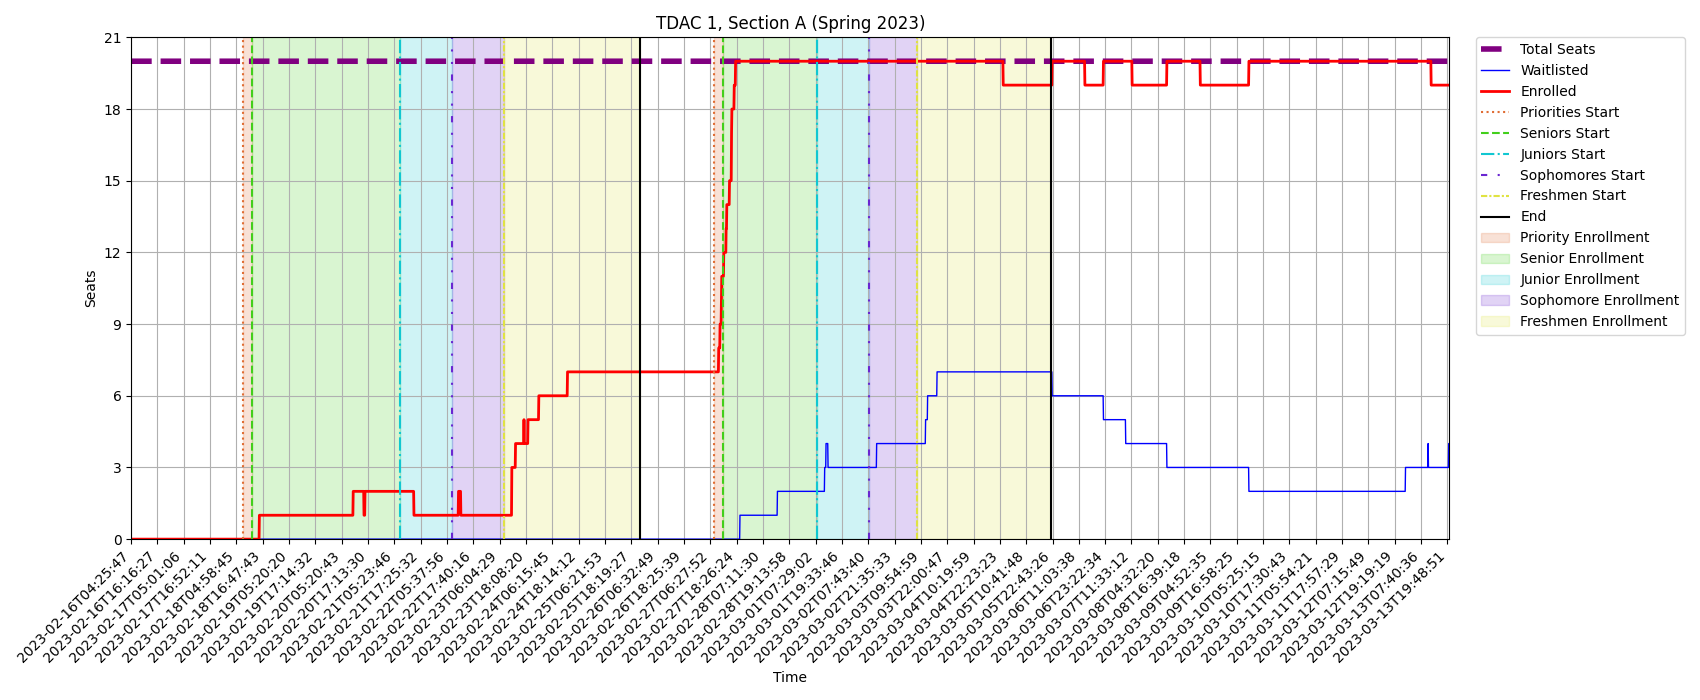 TDAC 1, Section A (Spring 2023)
21
18
15
12
9
6
3
0
Seats
2023-02-16T04:25:47
2023-02-16T16:16:27
2023-02-17T05:01:06
2023-02-17T16:52:11
2023-02-18T04:58:45
2023-02-18T16:47:43
2023-02-19T05:20:20
2023-02-19T17:14:32
2023-02-20T05:20:43
2023-02-20T17:13:30
2023-02-21T05:23:46
2023-02-21T17:25:32
2023-02-22T05:37:56
2023-02-22T17:40:16
2023-02-23T06:04:29
2023-02-23T18:08:20
2023-02-24T06:15:45
2023-02-24T18:14:12
2023-02-25T06:21:53
2023-02-25T18:19:27
2023-02-26T06:32:49
2023-02-26T18:25:39
2023-02-27T06:27:52
2023-02-27T18:26:24
2023-02-28T07:11:30
2023-02-28T19:13:58
2023-03-01T07:29:02
2023-03-01T19:33:46
2023-03-02T07:43:40
2023-03-02T21:35:33
2023-03-03T09:54:59
2023-03-03T22:00:47
2023-03-04T10:19:59
2023-03-04T22:23:23
2023-03-05T10:41:48
2023-03-05T22:43:26
2023-03-06T11:03:38
2023-03-06T23:22:34
2023-03-07T11:33:12
2023-03-08T04:32:20
2023-03-08T16:39:18
2023-03-09T04:52:35
2023-03-09T16:58:25
2023-03-10T05:25:15
2023-03-10T17:30:43
2023-03-11T05:54:21
2023-03-11T17:57:29
2023-03-12T07:15:49
2023-03-12T19:19:19
2023-03-13T07:40:36
2023-03-13T19:48:51
Time
Total Seats
Waitlisted
Enrolled
Priorities Start
Seniors Start
Juniors Start
Sophomores Start
Freshmen Start
End
Priority Enrollment
Senior Enrollment
Junior Enrollment
Sophomore Enrollment
Freshmen Enrollment